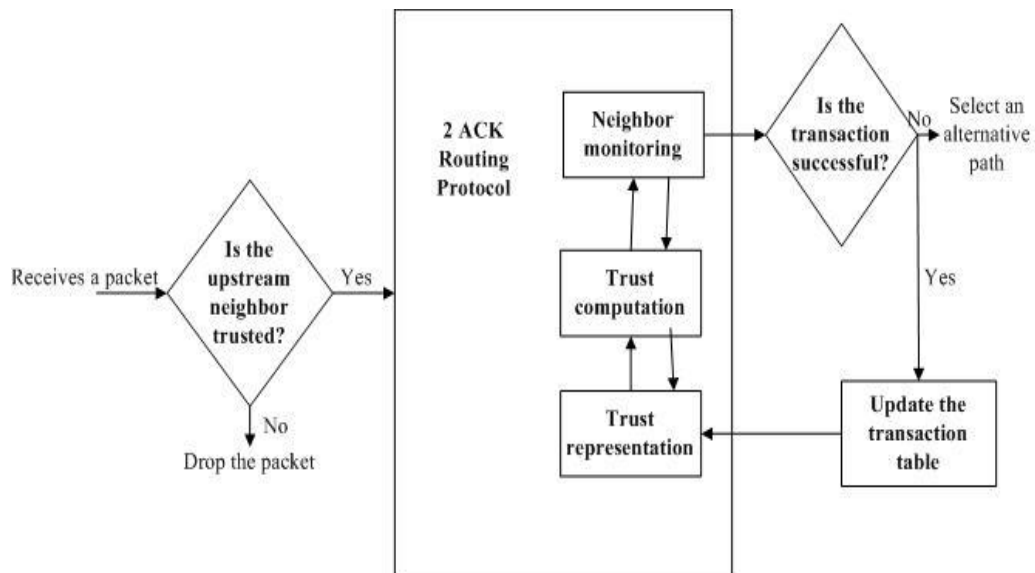 Receives a packet
Is the
upstream
neighbor
trusted?
Yes
No
Drop the packet
2 ACK
Routing
Protocol
Neighbor
monitoring
Trust
computation
Trust
representation
Is the
transaction
successful?
No
Select an
alternative
path
Yes
Update the
transaction
table